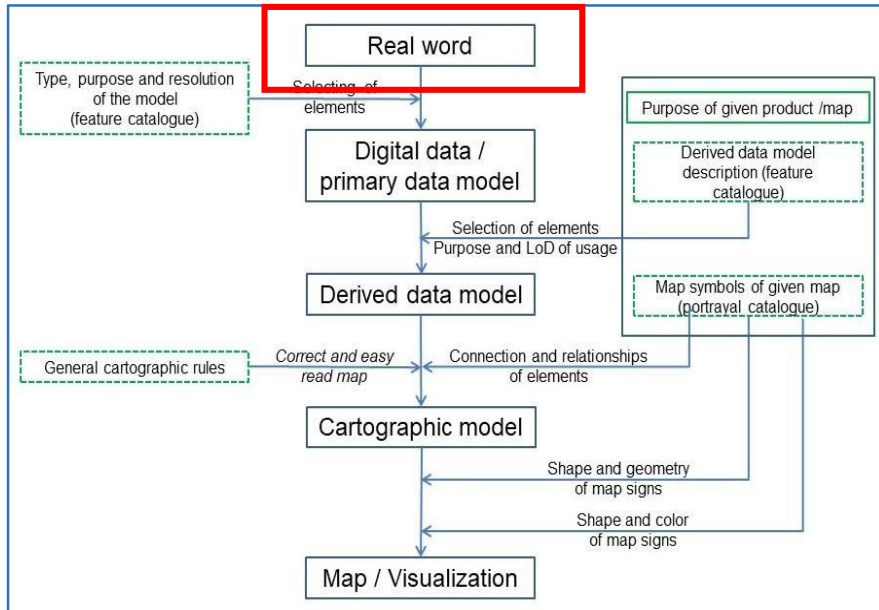 Real word
Type, purpose and resolution
of the model
(feature catalogue)
Selecting of
elements
Purpose of given product /map
Digital data /
primary data model
Derived data model
description (feature
catalogue)
Selection of elements
Purpose and LoD of usage
Derived data model
Map symbols of given map
(portrayal catalogue)
General cartographic rules
Correct and easy
read map
Connection and relationships
of elements
Cartographic model
Shape and geometry
of map signs
Shape and color
of map signs
Map / Visualization